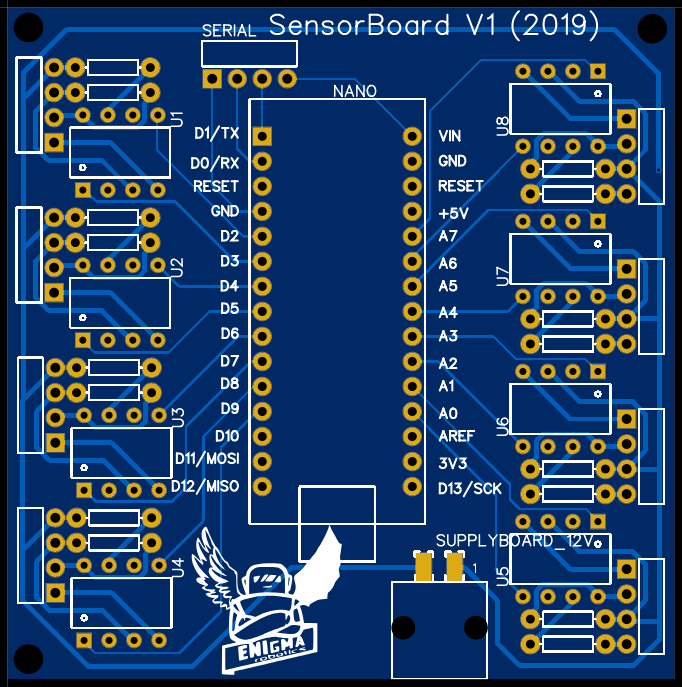 SensorBoard V1 (2019)
SERIAL
NANO
U1
U8
D1/TX
D0/RX
RESET
GND
D2
D3
D4
D5
D6
D7
D8
D9
D10
D11/MOSI
D12/MISO
VIN
GND
RESET
+5V
A7
A6
A5
A4
A3
A2
A1
A0
AREF
3V3
D13/SCK
U2
U7
U3
U6
U4
U5
SUPPLYBOARD_12V
1
ENIGMA
robotics